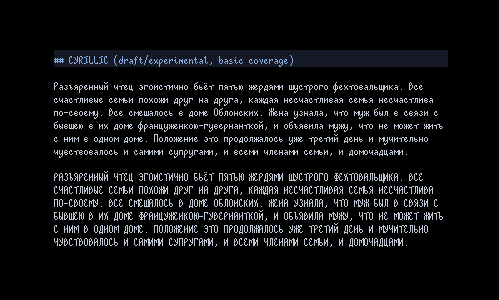 ## CYRILLIC (draft/experimental, basic coverage)
Разъяренный чтец эгоистично бьёт пятью жердями шустрого фехтовальщика. Все
счастливые семьи похожи друг на друга, каждая несчастливая семья несчастлива
по-своему. Все смешалось в доме Облонских. Жена узнала, что муж был в связи с
бывшею в их доме француженкою-гувернанткой, и объявила мужу, что не может жить
с ним в одном доме. Положение это продолжалось уже третий день и мучительно
чувствовалось и самими супругами, и всеми членами семьи, и домочадцами.
РАЗЪЯРЕННЫЙ ЧТЕЦ ЭГОИСТИЧНО БЬЁТ ПЯТЬЮ ЖЕРДЯМИ ШУСТРОГО ФЕХТОВАЛЬЩИКА. ВСЕ
СЧАСТЛИВЫЕ СЕМЬИ ПОХОЖИ ДРУГ НА ДРУГА, КАЖДАЯ НЕСЧАСТЛИВАЯ СЕМЬЯ НЕСЧАСТЛИВА
ПО-СВОЕМУ. ВСЕ СМЕШАЛОСЬ В ДОМЕ ОБЛОНСКИХ. ЖЕНА УЗНАЛА, ЧТО МУЖ БЫЛ В СВЯЗИ С
БЫВШЕЮ В ИХ ДОМЕ ФРАНЦУЖЕНКОЮ-ГУВЕРНАНТКОЙ, И ОБЪЯВИЛА МУЖУ, ЧТО НЕ МОЖЕТ ЖИТЬ
С НИМ В ОДНОМ ДОМЕ. ПОЛОЖЕНИЕ ЭТО ПРОДОЛЖАЛОСЬ УЖЕ ТРЕТИЙ ДЕНЬ И МУЧИТЕЛЬНО
ЧУВСТВОВАЛОСЬ И САМИМИ СУПРУГАМИ, И ВСЕМИ ЧЛЕНАМИ СЕМЬИ, И ДОМОЧАДЦАМИ.